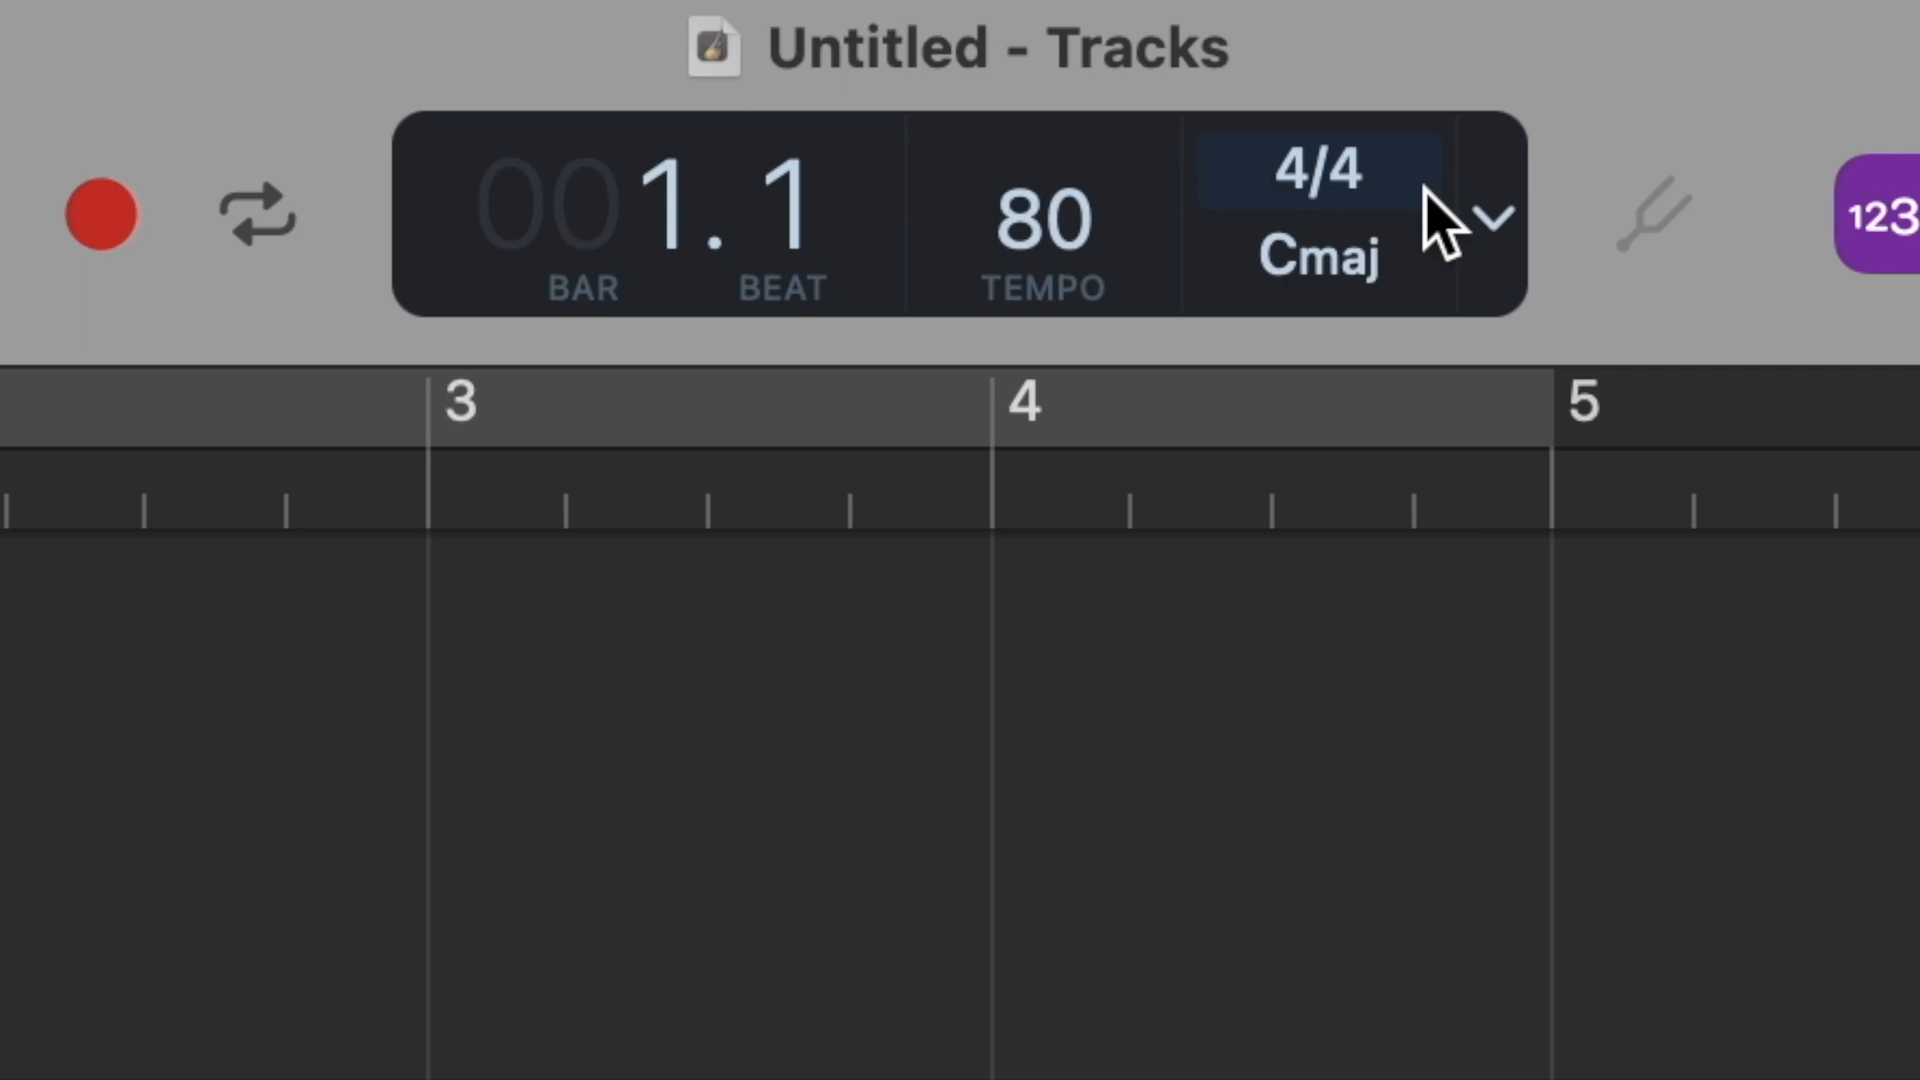 Untitled - Tracks
001. 1
BAR BEAT
80
TEMPO
4/4
Cmaj
123
3 4 5